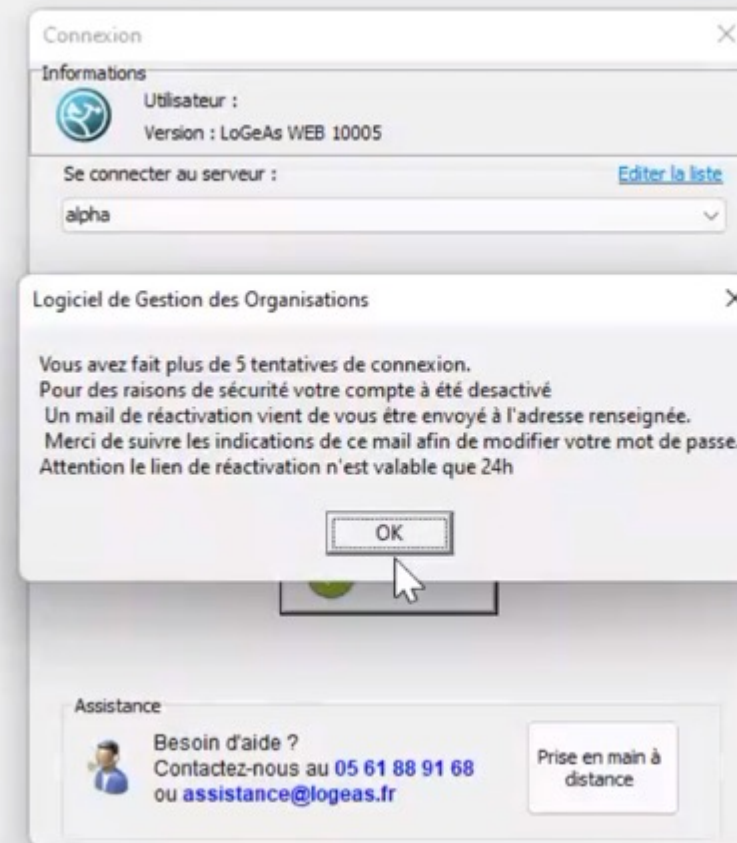 Connexion
Informations
Utilisateur :
Version : LoGeAs WEB 10005
Se connecter au serveur :
Editer la liste
alpha
Logiciel de Gestion des Organisations
Vous avez fait plus de 5 tentatives de connexion.
Pour des raisons de sécurité votre compte à été desactivé
Un mail de réactivation vient de vous être envoyé à l'adresse renseignée.
Merci de suivre les indications de ce mail afin de modifier votre mot de passe.
Attention le lien de réactivation n'est valable que 24h
OK
Assistance
Besoin d'aide ?
Contactez-nous au 05 61 88 91 68
ou assistance@logeas.fr
Prise en main à
distance